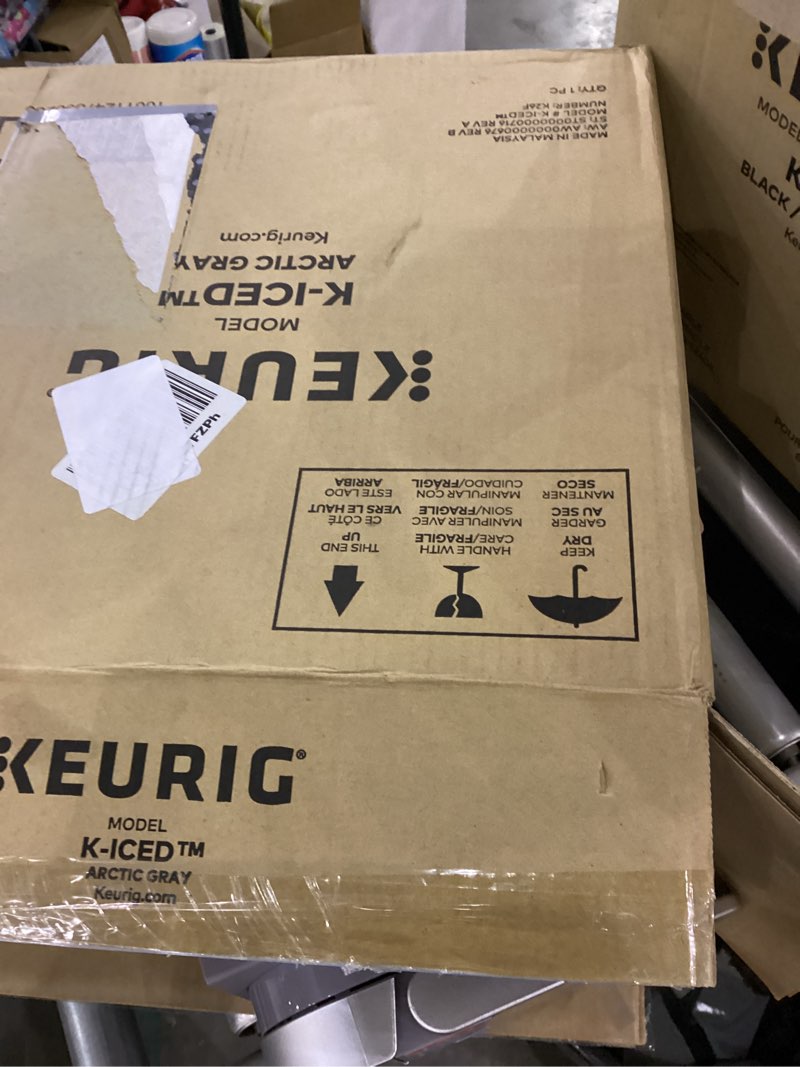 KEURIG®
MODEL
K-ICED™
ARCTIC GRAY
Keurig.com
KEEP
DRY
GARDER
AU SEC
MANTENER
SECO
HANDLE WITH
CARE/FRAGILE
MANIPULER AVEC
SOIN/FRAGILE
MANIPULAR CON
CUIDADO/FRÁGIL
THIS END
UP
CE CÔTÉ
VERS LE HAUT
ESTE LADO
ARRIBA
KEURIG
MODEL
K-ICED™
ARCTIC GRAY
Keurig.com
MADE IN MALAYSIA
AW: AW0000000676 REV B
ST: ST0000000716 REV A
MODEL # K-ICED™
NUMBER: K26F
QTY: 1 PC
FZPh
MODEL
BLACK /